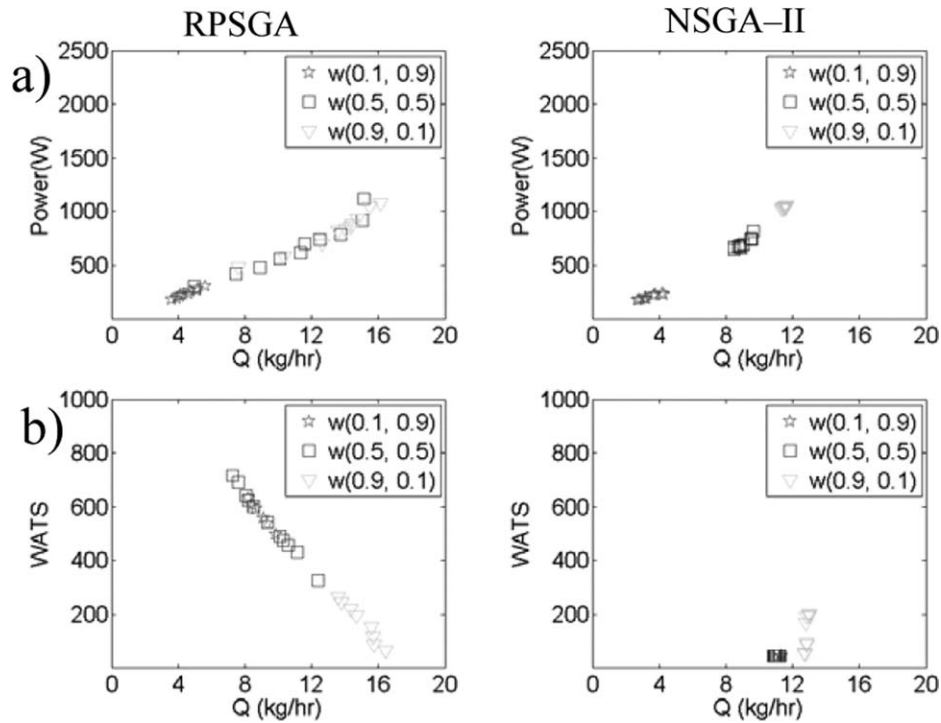 RPSGA
NSGA–II
a)
2500
2000
1500
1000
500
Power(W)
0 4 8 12 16 20
Q (kg/hr)
w(0.1, 0.9)
w(0.5, 0.5)
w(0.9, 0.1)
2500
2000
1500
1000
500
Power(W)
0 4 8 12 16 20
Q (kg/hr)
w(0.1, 0.9)
w(0.5, 0.5)
w(0.9, 0.1)
b)
1000
800
600
400
200
WATS
0 4 8 12 16 20
Q (kg/hr)
w(0.1, 0.9)
w(0.5, 0.5)
w(0.9, 0.1)
1000
800
600
400
200
WATS
0 4 8 12 16 20
Q (kg/hr)
w(0.1, 0.9)
w(0.5, 0.5)
w(0.9, 0.1)